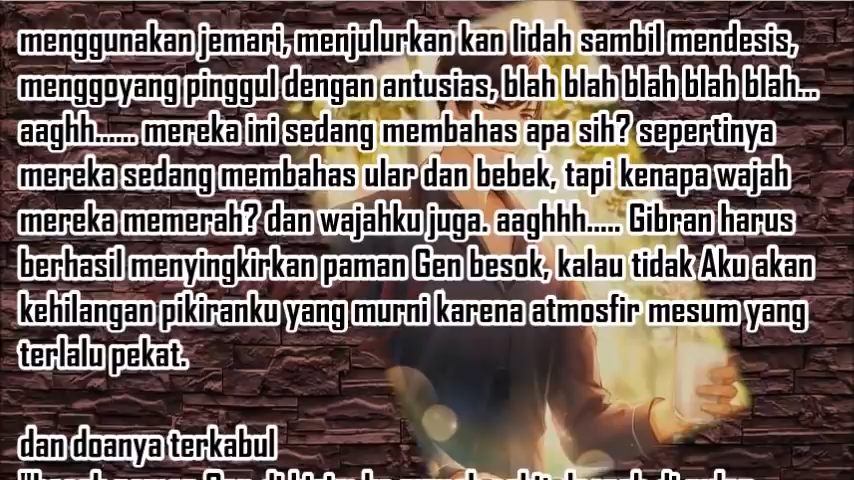 menggunakan jemari, menjulurkan kan lidah sambil mendesis,
menggoyang pinggul dengan antusias, blah blah blah blah blah...
aaghh...... mereka ini sedang membahas apa sih? sepertinya
mereka sedang membahas ular dan bebek, tapi kenapa wajah
mereka memerah? dan wajahku juga. aaghhh..... Gibran harus
berhasil menyingkirkan paman Gen besok, kalau tidak Aku akan
kehilangan pikiranku yang murni karena atmosfir mesum yang
terlalu pekat.
dan doanya terkabul